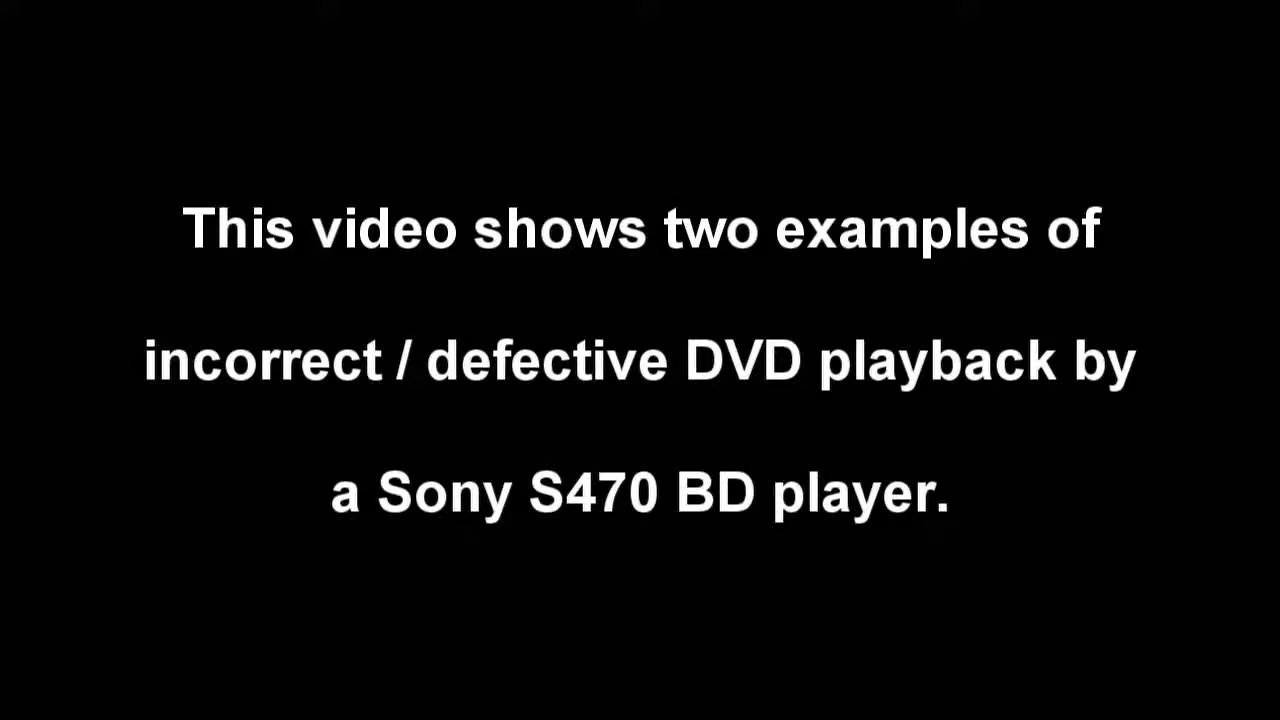 This video shows two examples of
incorrect / defective DVD playback by
a Sony S470 BD player.